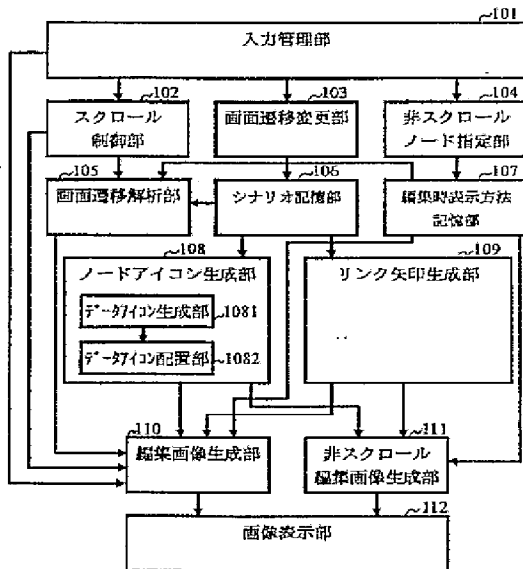 101
入力管理部
102
スクロール
制御部
103
画面遷移変更部
104
非スクロール
ノード指定部
105
画面遷移解析部
106
シナリオ記憶部
107
編集時表示方法
記憶部
108
ノードアイコン生成部
データアイコン生成部
1081
データアイコン配置部
1082
109
リンク矢印生成部
110
編集画像生成部
111
非スクロール
編集画像生成部
112
画像表示部